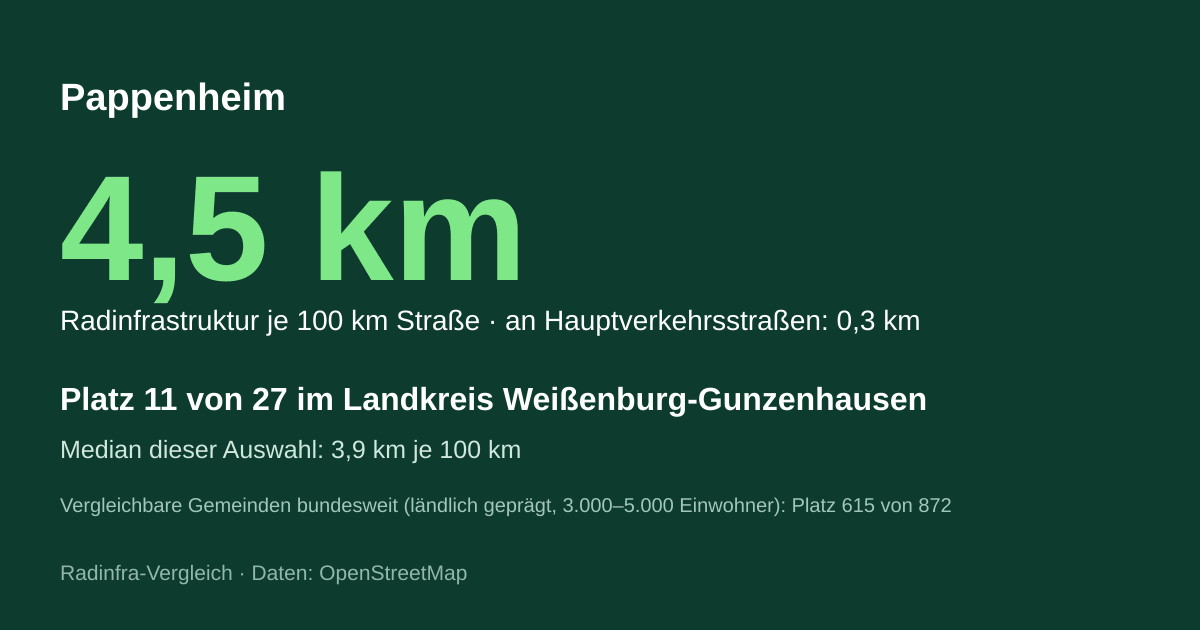 Pappenheim
4,5 km
Radinfrastruktur je 100 km Straße · an Hauptverkehrsstraßen: 0,3 km
Platz 11 von 27 im Landkreis Weißenburg-Gunzenhausen
Median dieser Auswahl: 3,9 km je 100 km
Vergleichbare Gemeinden bundesweit (ländlich geprägt, 3.000–5.000 Einwohner): Platz 615 von 872
Radinfra-Vergleich · Daten: OpenStreetMap